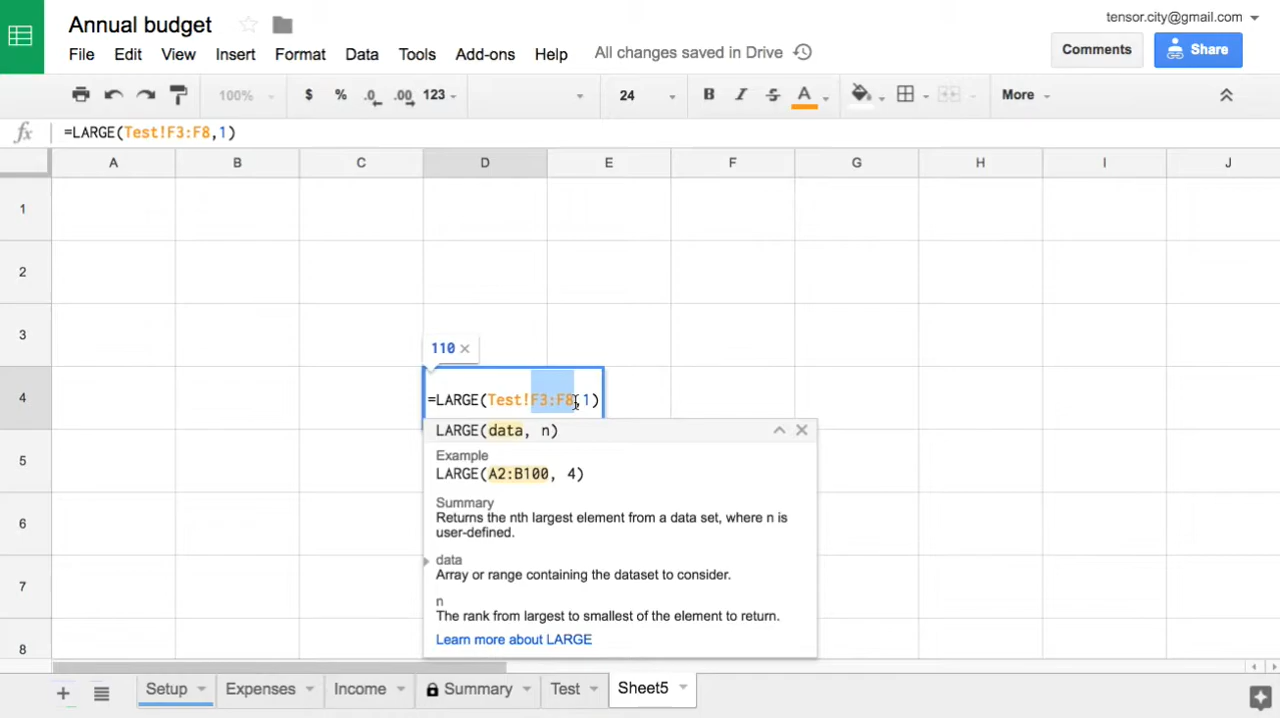 Annual budget
tensor.city@gmail.com
File Edit View Insert Format Data Tools Add-ons Help All changes saved in Drive
Comments Share
100% $ % .0 .00 123 24 B I S A More
fx =LARGE(Test!F3:F8,1)
A B C D E F G H I J
1
2
3
110 ×
4 =LARGE(Test!F3:F8,1)
LARGE(data, n)
Example
LARGE(A2:B100, 4)
5
Summary
Returns the nth largest element from a data set, where n is
user-defined.
6
data
Array or range containing the dataset to consider.
7
n
The rank from largest to smallest of the element to return.
Learn more about LARGE
8
Setup Expenses Income Summary Test Sheet5